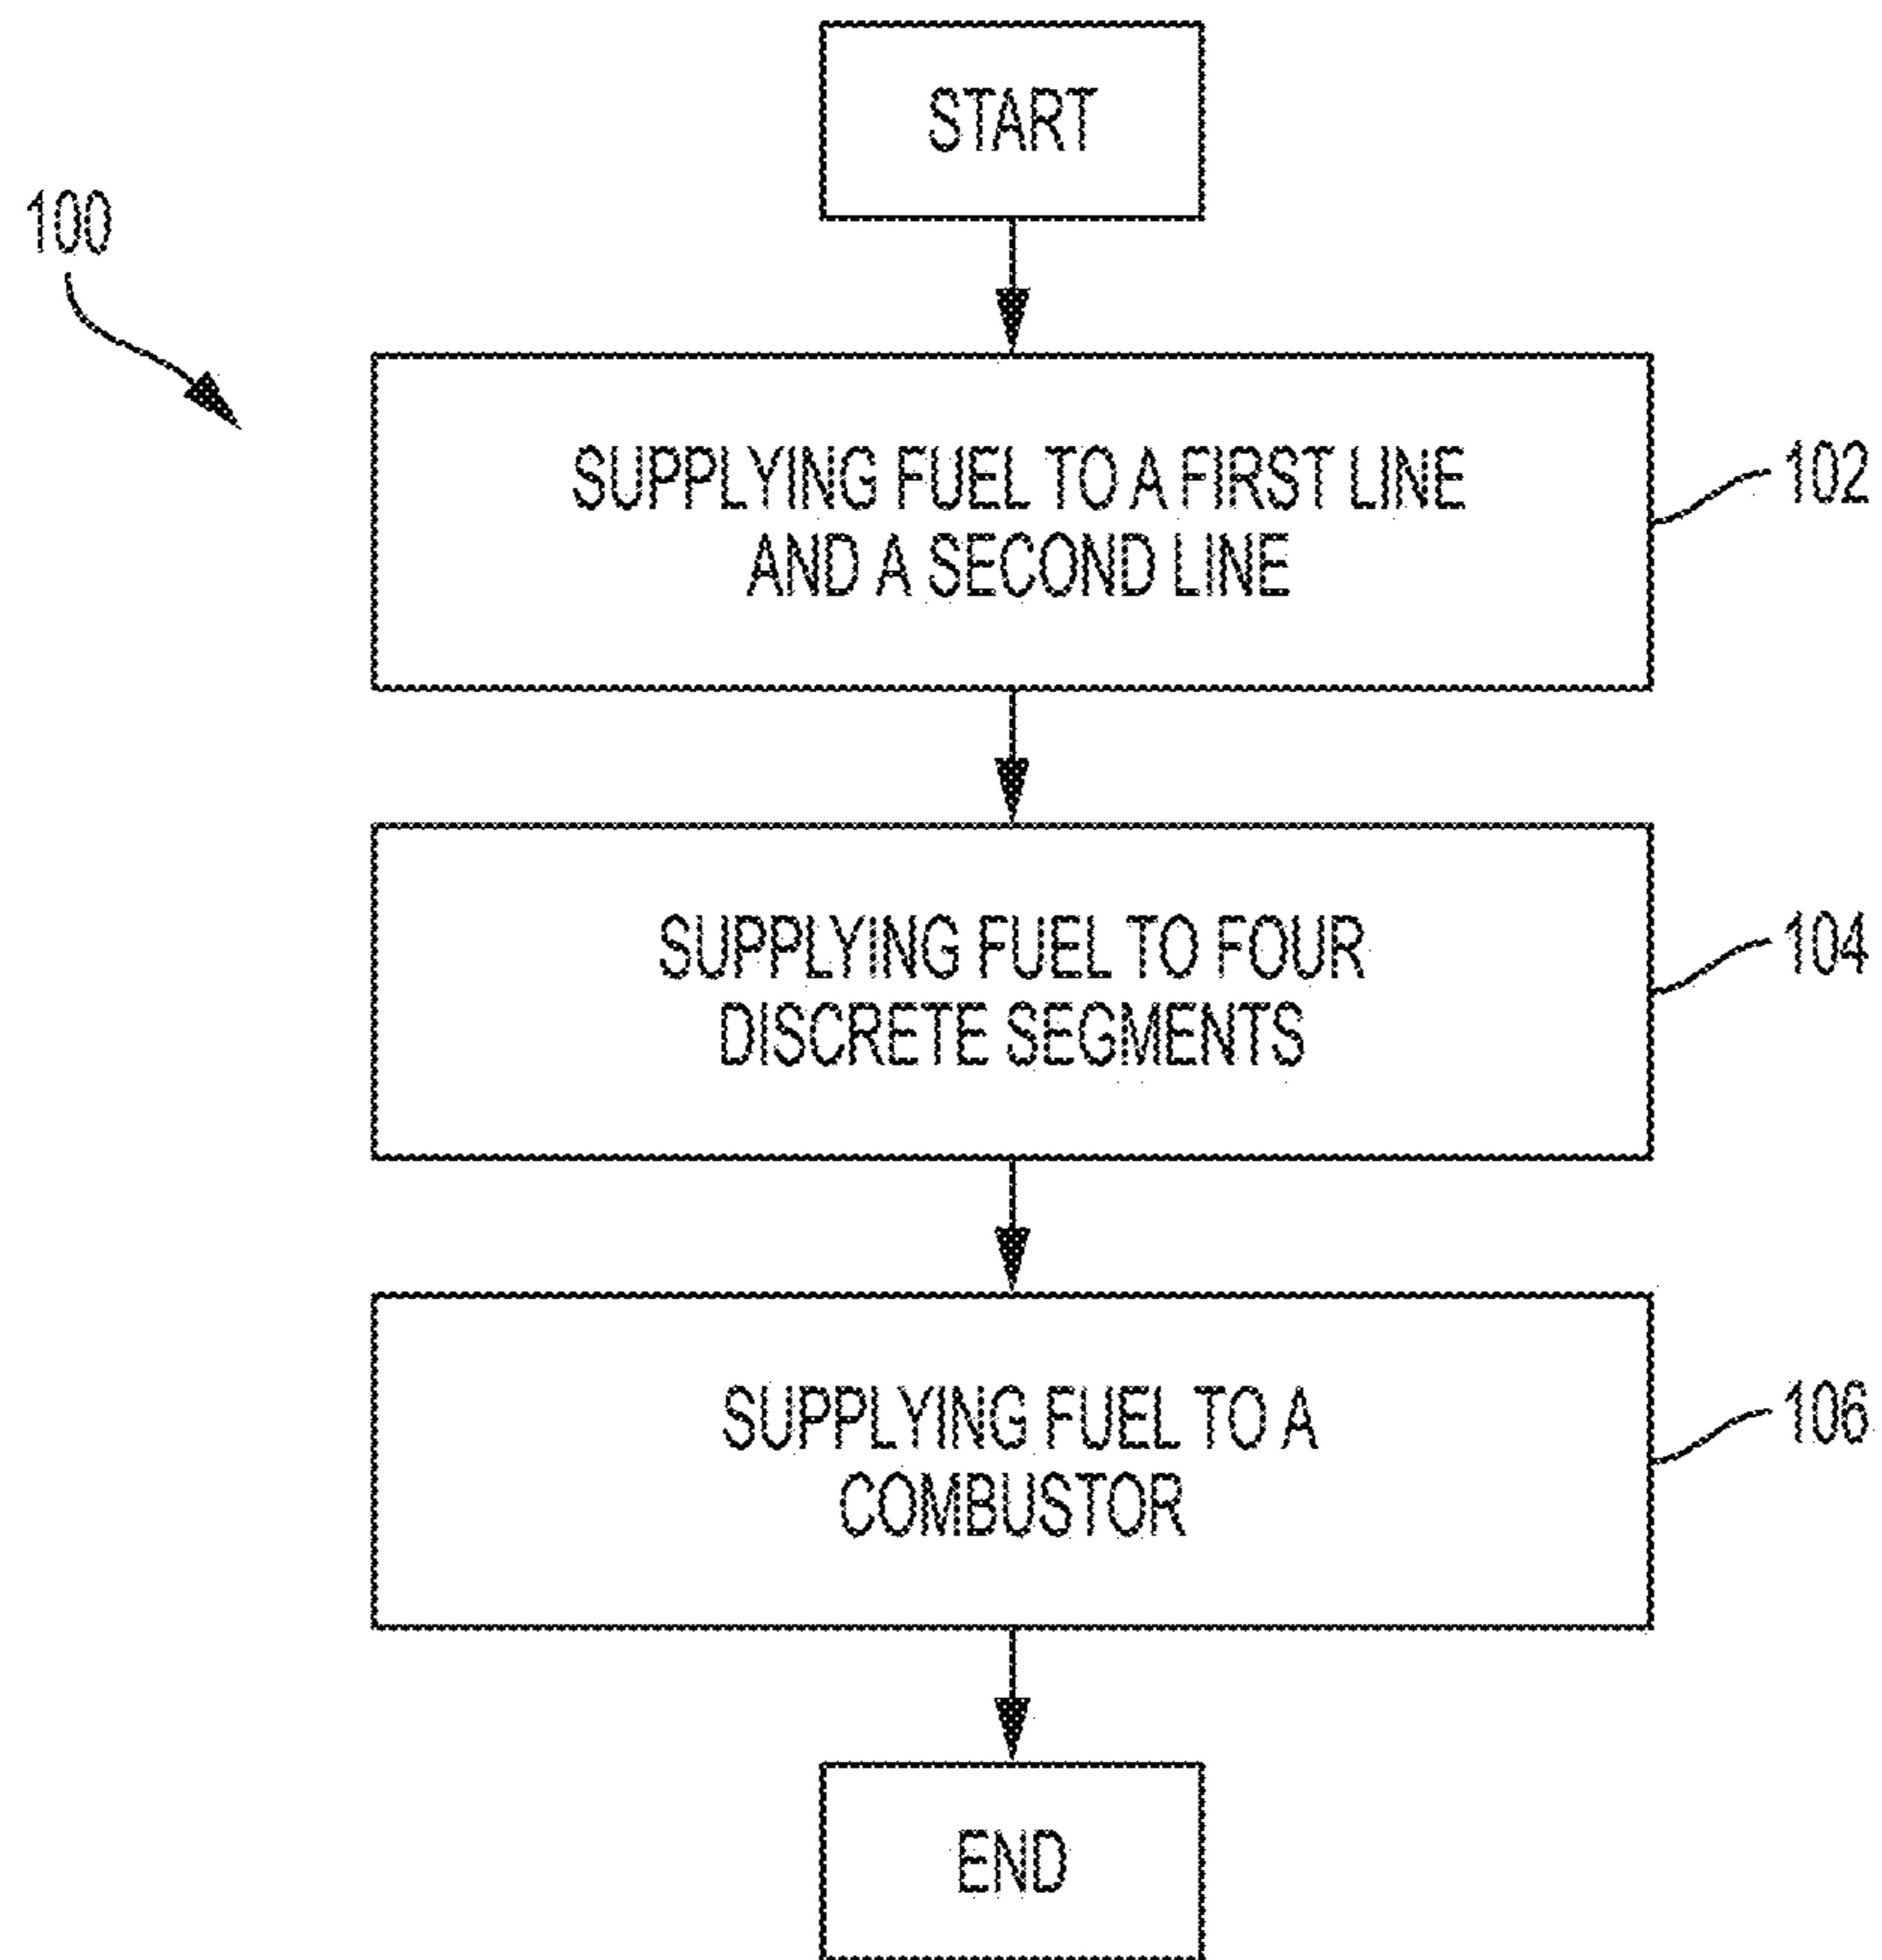 START
100
SUPPLYING FUEL TO A FIRST LINE
AND A SECOND LINE
102
SUPPLYING FUEL TO FOUR
DISCRETE SEGMENTS
104
SUPPLYING FUEL TO A
COMBUSTOR
106
END